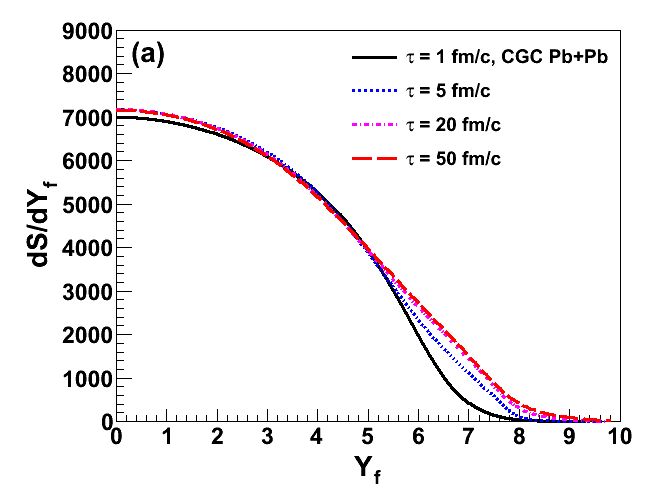 (a)
τ = 1 fm/c, CGC Pb+Pb
τ = 5 fm/c
τ = 20 fm/c
τ = 50 fm/c
dS/dY_f
9000
8000
7000
6000
5000
4000
3000
2000
1000
0
0 1 2 3 4 5 6 7 8 9 10
Y_f